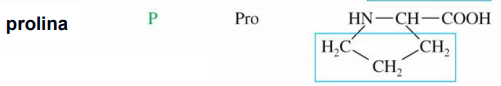 prolina P Pro HN—CH—COOH
H₂C CH₂
CH₂